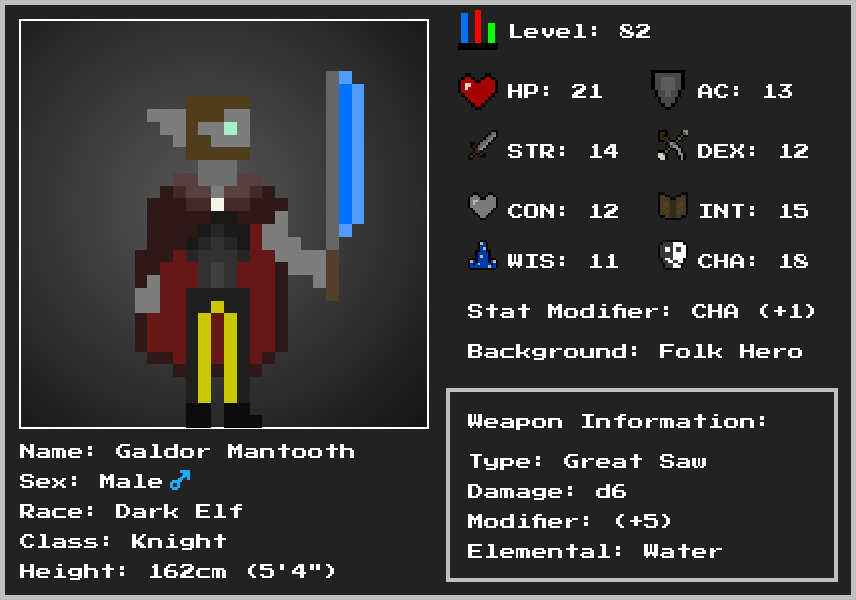 Level: 82
HP: 21 AC: 13
STR: 14 DEX: 12
CON: 12 INT: 15
WIS: 11 CHA: 18
Stat Modifier: CHA (+1)
Background: Folk Hero
Name: Galdor Mantooth
Sex: Male♂
Race: Dark Elf
Class: Knight
Height: 162cm (5'4")
Weapon Information:
Type: Great Saw
Damage: d6
Modifier: (+5)
Elemental: Water